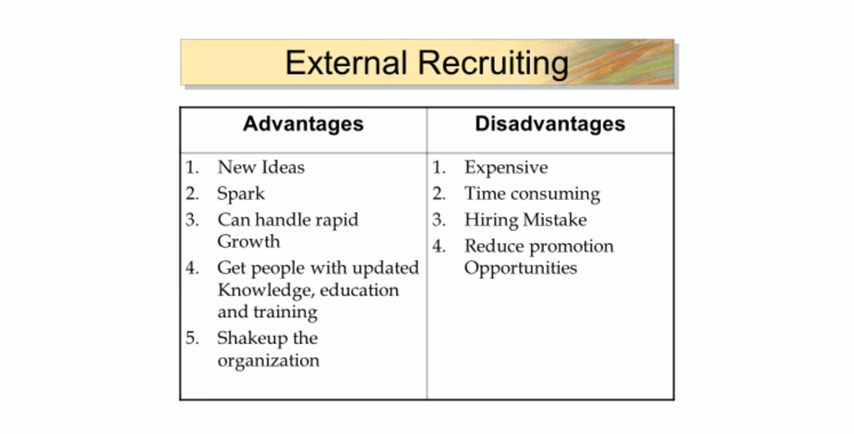 External Recruiting
Advantages
1. New Ideas
2. Spark
3. Can handle rapid
Growth
4. Get people with updated
Knowledge, education
and training
5. Shakeup the
organization
Disadvantages
1. Expensive
2. Time consuming
3. Hiring Mistake
4. Reduce promotion
Opportunities